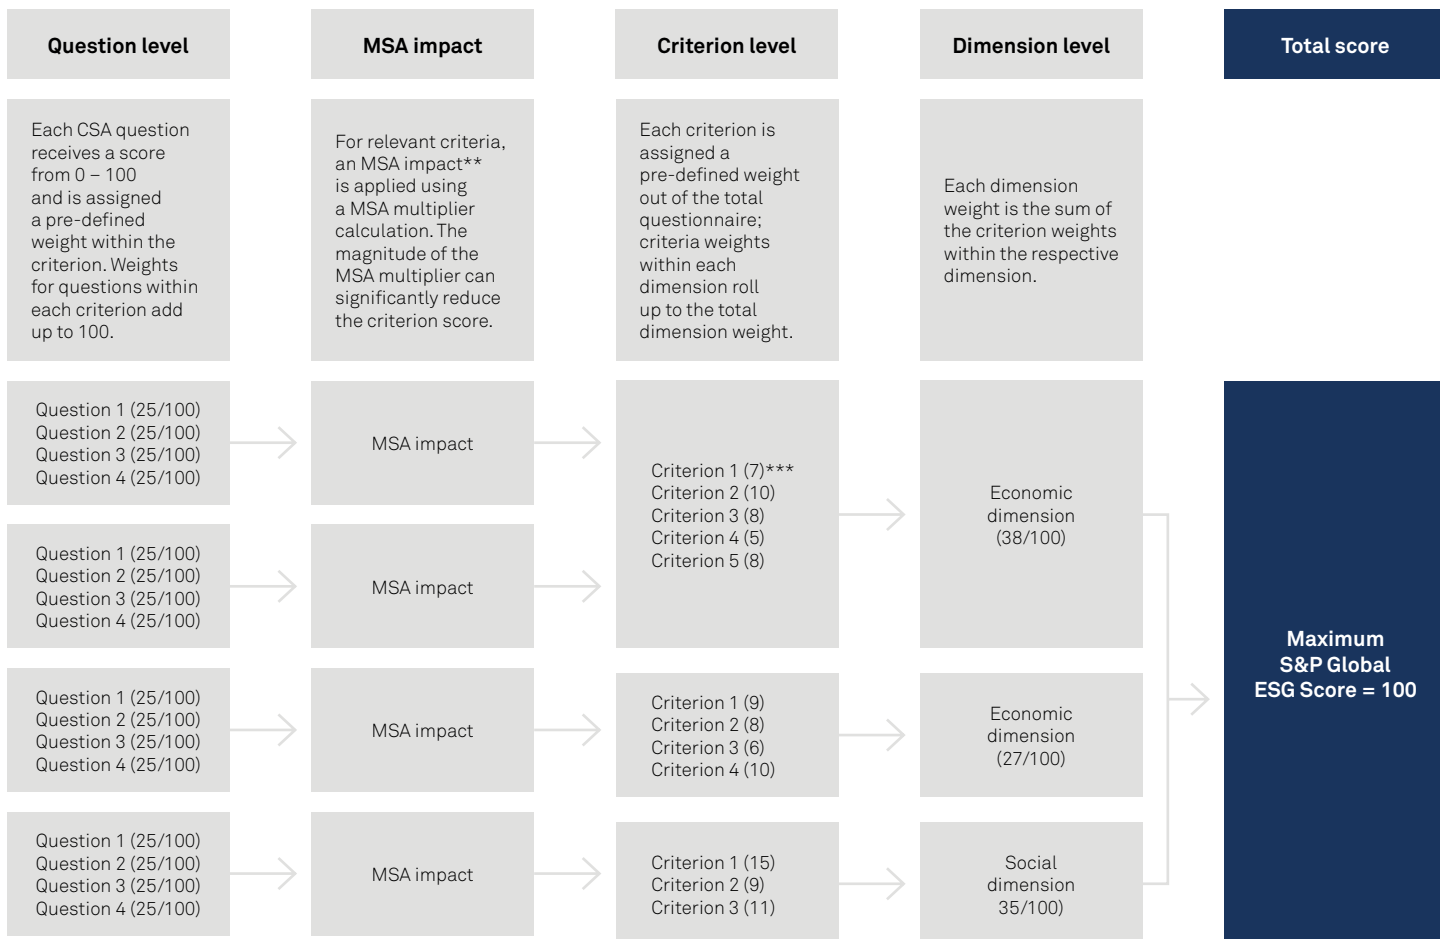 Question level
MSA impact
Criterion level
Dimension level
Total score
Each CSA question
receives a score
from 0 – 100
and is assigned
a pre-defined
weight within the
criterion. Weights
for questions within
each criterion add
up to 100.
For relevant criteria,
an MSA impact**
is applied using
a MSA multiplier
calculation. The
magnitude of the
MSA multiplier can
significantly reduce
the criterion score.
Each criterion is
assigned a
pre-defined weight
out of the total
questionnaire;
criteria weights
within each
dimension roll
up to the total
dimension weight.
Each dimension
weight is the sum of
the criterion weights
within the respective
dimension.
Question 1 (25/100)
Question 2 (25/100)
Question 3 (25/100)
Question 4 (25/100)
MSA impact
Question 1 (25/100)
Question 2 (25/100)
Question 3 (25/100)
Question 4 (25/100)
MSA impact
Criterion 1 (7)***
Criterion 2 (10)
Criterion 3 (8)
Criterion 4 (5)
Criterion 5 (8)
Economic
dimension
(38/100)
Question 1 (25/100)
Question 2 (25/100)
Question 3 (25/100)
Question 4 (25/100)
MSA impact
Criterion 1 (9)
Criterion 2 (8)
Criterion 3 (6)
Criterion 4 (10)
Economic
dimension
(27/100)
Question 1 (25/100)
Question 2 (25/100)
Question 3 (25/100)
Question 4 (25/100)
MSA impact
Criterion 1 (15)
Criterion 2 (9)
Criterion 3 (11)
Social
dimension
35/100)
Maximum
S&P Global
ESG Score = 100